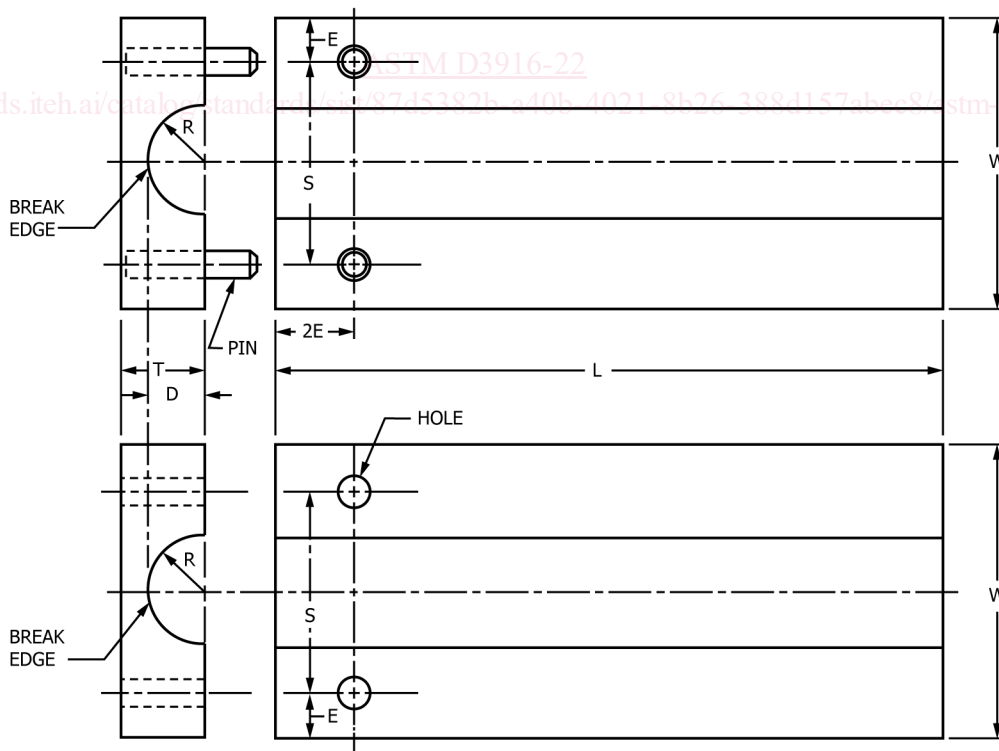 E
ASTM D3916-22
ds.iteh.ai/catalog/standards/sist/87d5382b-a40b-4021-8b26-388d157abec8/astm-
R
W
S
BREAK
EDGE
2E
PIN
T
L
D
HOLE
R
W
S
BREAK
EDGE
E